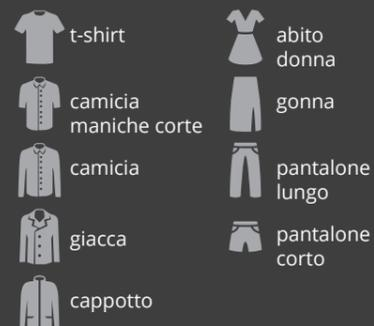 t-shirt
camicia
maniche corte
camicia
giacca
cappotto
abito
donna
gonna
pantalone
lungo
pantalone
corto